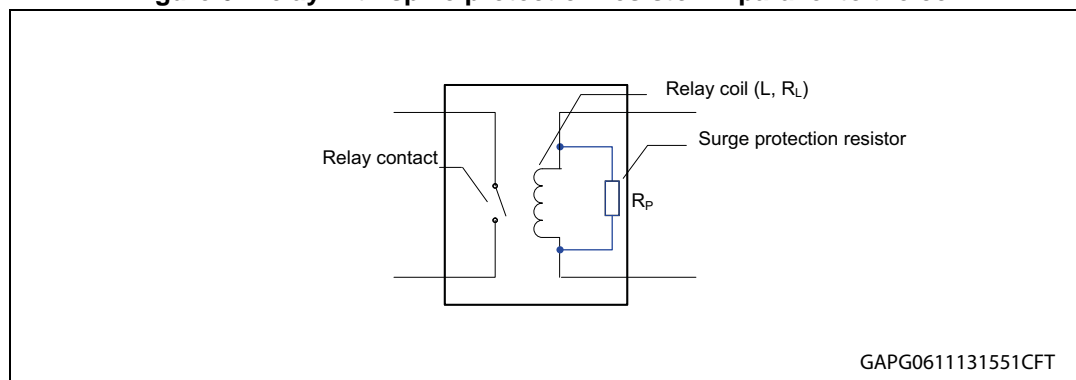 Relay coil (L, RL)
Surge protection resistor
Relay contact
RP
GAPG0611131551CFT